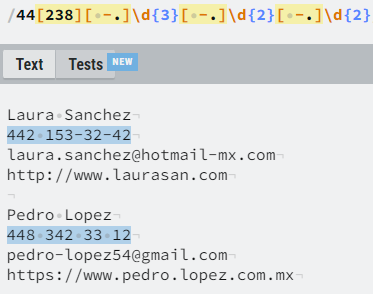 /44[238][ -.]\d{3}[ -.]\d{2}[ -.]\d{2}
Text Tests NEW
Laura Sanchez
442 153-32-42
laura.sanchez@hotmail-mx.com
http://www.laurasan.com
Pedro Lopez
448 342 33 12
pedro-lopez54@gmail.com
https://www.pedro.lopez.com.mx